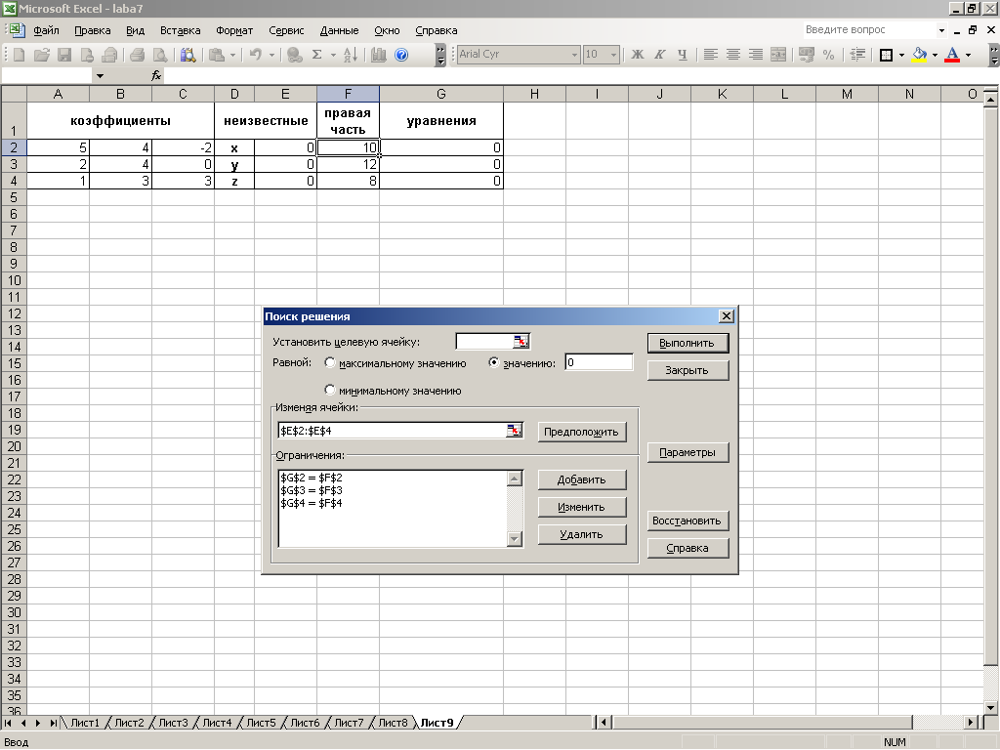 Microsoft Excel - laba7
Файл Правка Вид Вставка Формат Сервис Данные Окно Справка Введите вопрос
Arial Cyr 10 Ж К Ч
fx
A B C D E F G H I J K L M N O
1 коэффициенты неизвестные правая часть уравнения
2 5 4 -2 x 0 10 0
3 2 4 0 y 0 12 0
4 1 3 3 z 0 8 0
5
6
7
8
9
10
11
12
13
14
15
16
17
18
19
20
21
22
23
24
25
26
27
28
29
30
31
32
33
34
35
36
Поиск решения
Установить целевую ячейку: Выполнить
Равной: максимальному значению значению: 0 Закрыть
минимальному значению
Изменяя ячейки:
$E$2:$E$4 Предположить
Ограничения: Параметры
$G$2 = $F$2 Добавить
$G$3 = $F$3
$G$4 = $F$4 Изменить
Восстановить
Удалить
Справка
Лист1 Лист2 Лист3 Лист4 Лист5 Лист6 Лист7 Лист8 Лист9
Ввод NUM